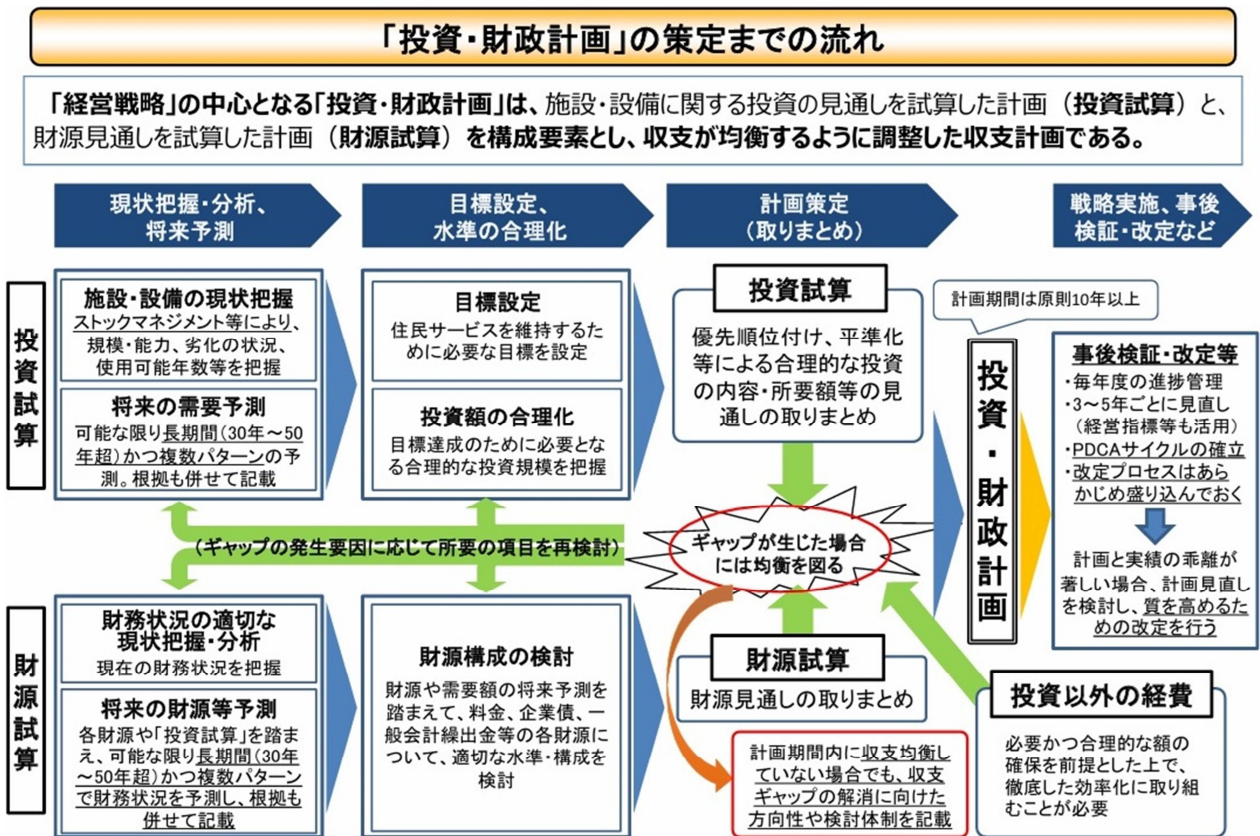 「投資・財政計画」の策定までの流れ
「経営戦略」の中心となる「投資・財政計画」は、施設・設備に関する投資の見通しを試算した計画（投資試算）と、
財源見通しを試算した計画（財源試算）を構成要素とし、収支が均衡するように調整した収支計画である。
現状把握・分析、
将来予測
目標設定、
水準の合理化
計画策定
（取りまとめ）
戦略実施、事後
検証・改定など
投資試算
施設・設備の現状把握
ストックマネジメント等により、
規模・能力、劣化の状況、
使用可能年数等を把握
将来の需要予測
可能な限り長期間（30年～50
年超）かつ複数パターンの予
測。根拠も併せて記載
目標設定
住民サービスを維持するた
めに必要な目標を設定
投資額の合理化
目標達成のために必要とな
る合理的な投資規模を把握
投資試算
優先順位付け、平準化
等による合理的な投資
の内容・所要額等の見
通しの取りまとめ
計画期間は原則10年以上
投資・財政計画
事後検証・改定等
・毎年度の進捗管理
・3～5年ごとに見直し
（経営指標等も活用）
・PDCAサイクルの確立
・改定プロセスはあら
かじめ盛り込んでおく
計画と実績の乖離が
著しい場合、計画見直し
を検討し、質を高めるた
めの改定を行う
（ギャップの発生要因に応じて所要の項目を再検討）
ギャップが生じた場合
には均衡を図る
財源試算
財務状況の適切な
現状把握・分析
現在の財務状況を把握
将来の財源等予測
各財源や「投資試算」を踏ま
え、可能な限り長期間（30年
～50年超）かつ複数パターン
で財務状況を予測し、根拠も
併せて記載
財源構成の検討
財源や需要額の将来予測を
踏まえて、料金、企業債、一
般会計繰出金等の各財源に
ついて、適切な水準・構成を
検討
財源試算
財源見通しの取りまとめ
計画期間内に収支均衡し
ていない場合でも、収支
ギャップの解消に向けた
方向性や検討体制を記載
投資以外の経費
必要かつ合理的な額の
確保を前提とした上で、
徹底した効率化に取り組
むことが必要